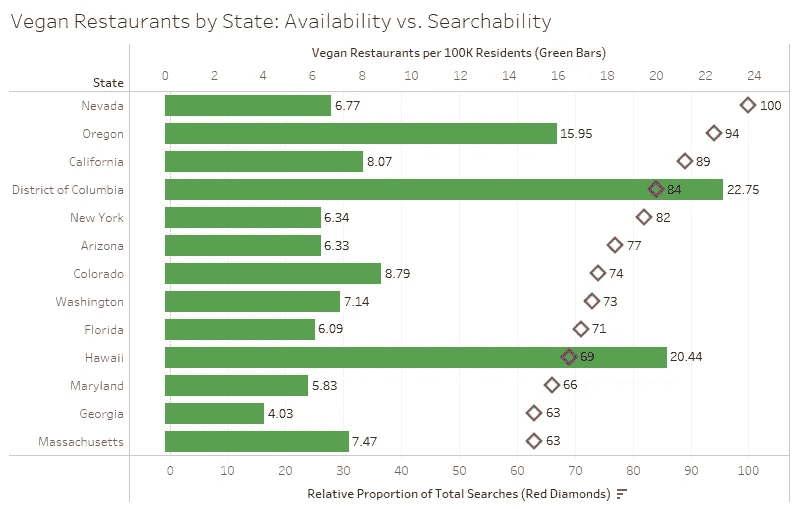 Vegan Restaurants by State: Availability vs. Searchability
Vegan Restaurants per 100K Residents (Green Bars)
State
0 2 4 6 8 10 12 14 16 18 20 22 24
Nevada 6.77 100
Oregon 15.95 94
California 8.07 89
District of Columbia 84 22.75
New York 6.34 82
Arizona 6.33 77
Colorado 8.79 74
Washington 7.14 73
Florida 6.09 71
Hawaii 69 20.44
Maryland 5.83 66
Georgia 4.03 63
Massachusetts 7.47 63
0 10 20 30 40 50 60 70 80 90 100
Relative Proportion of Total Searches (Red Diamonds)